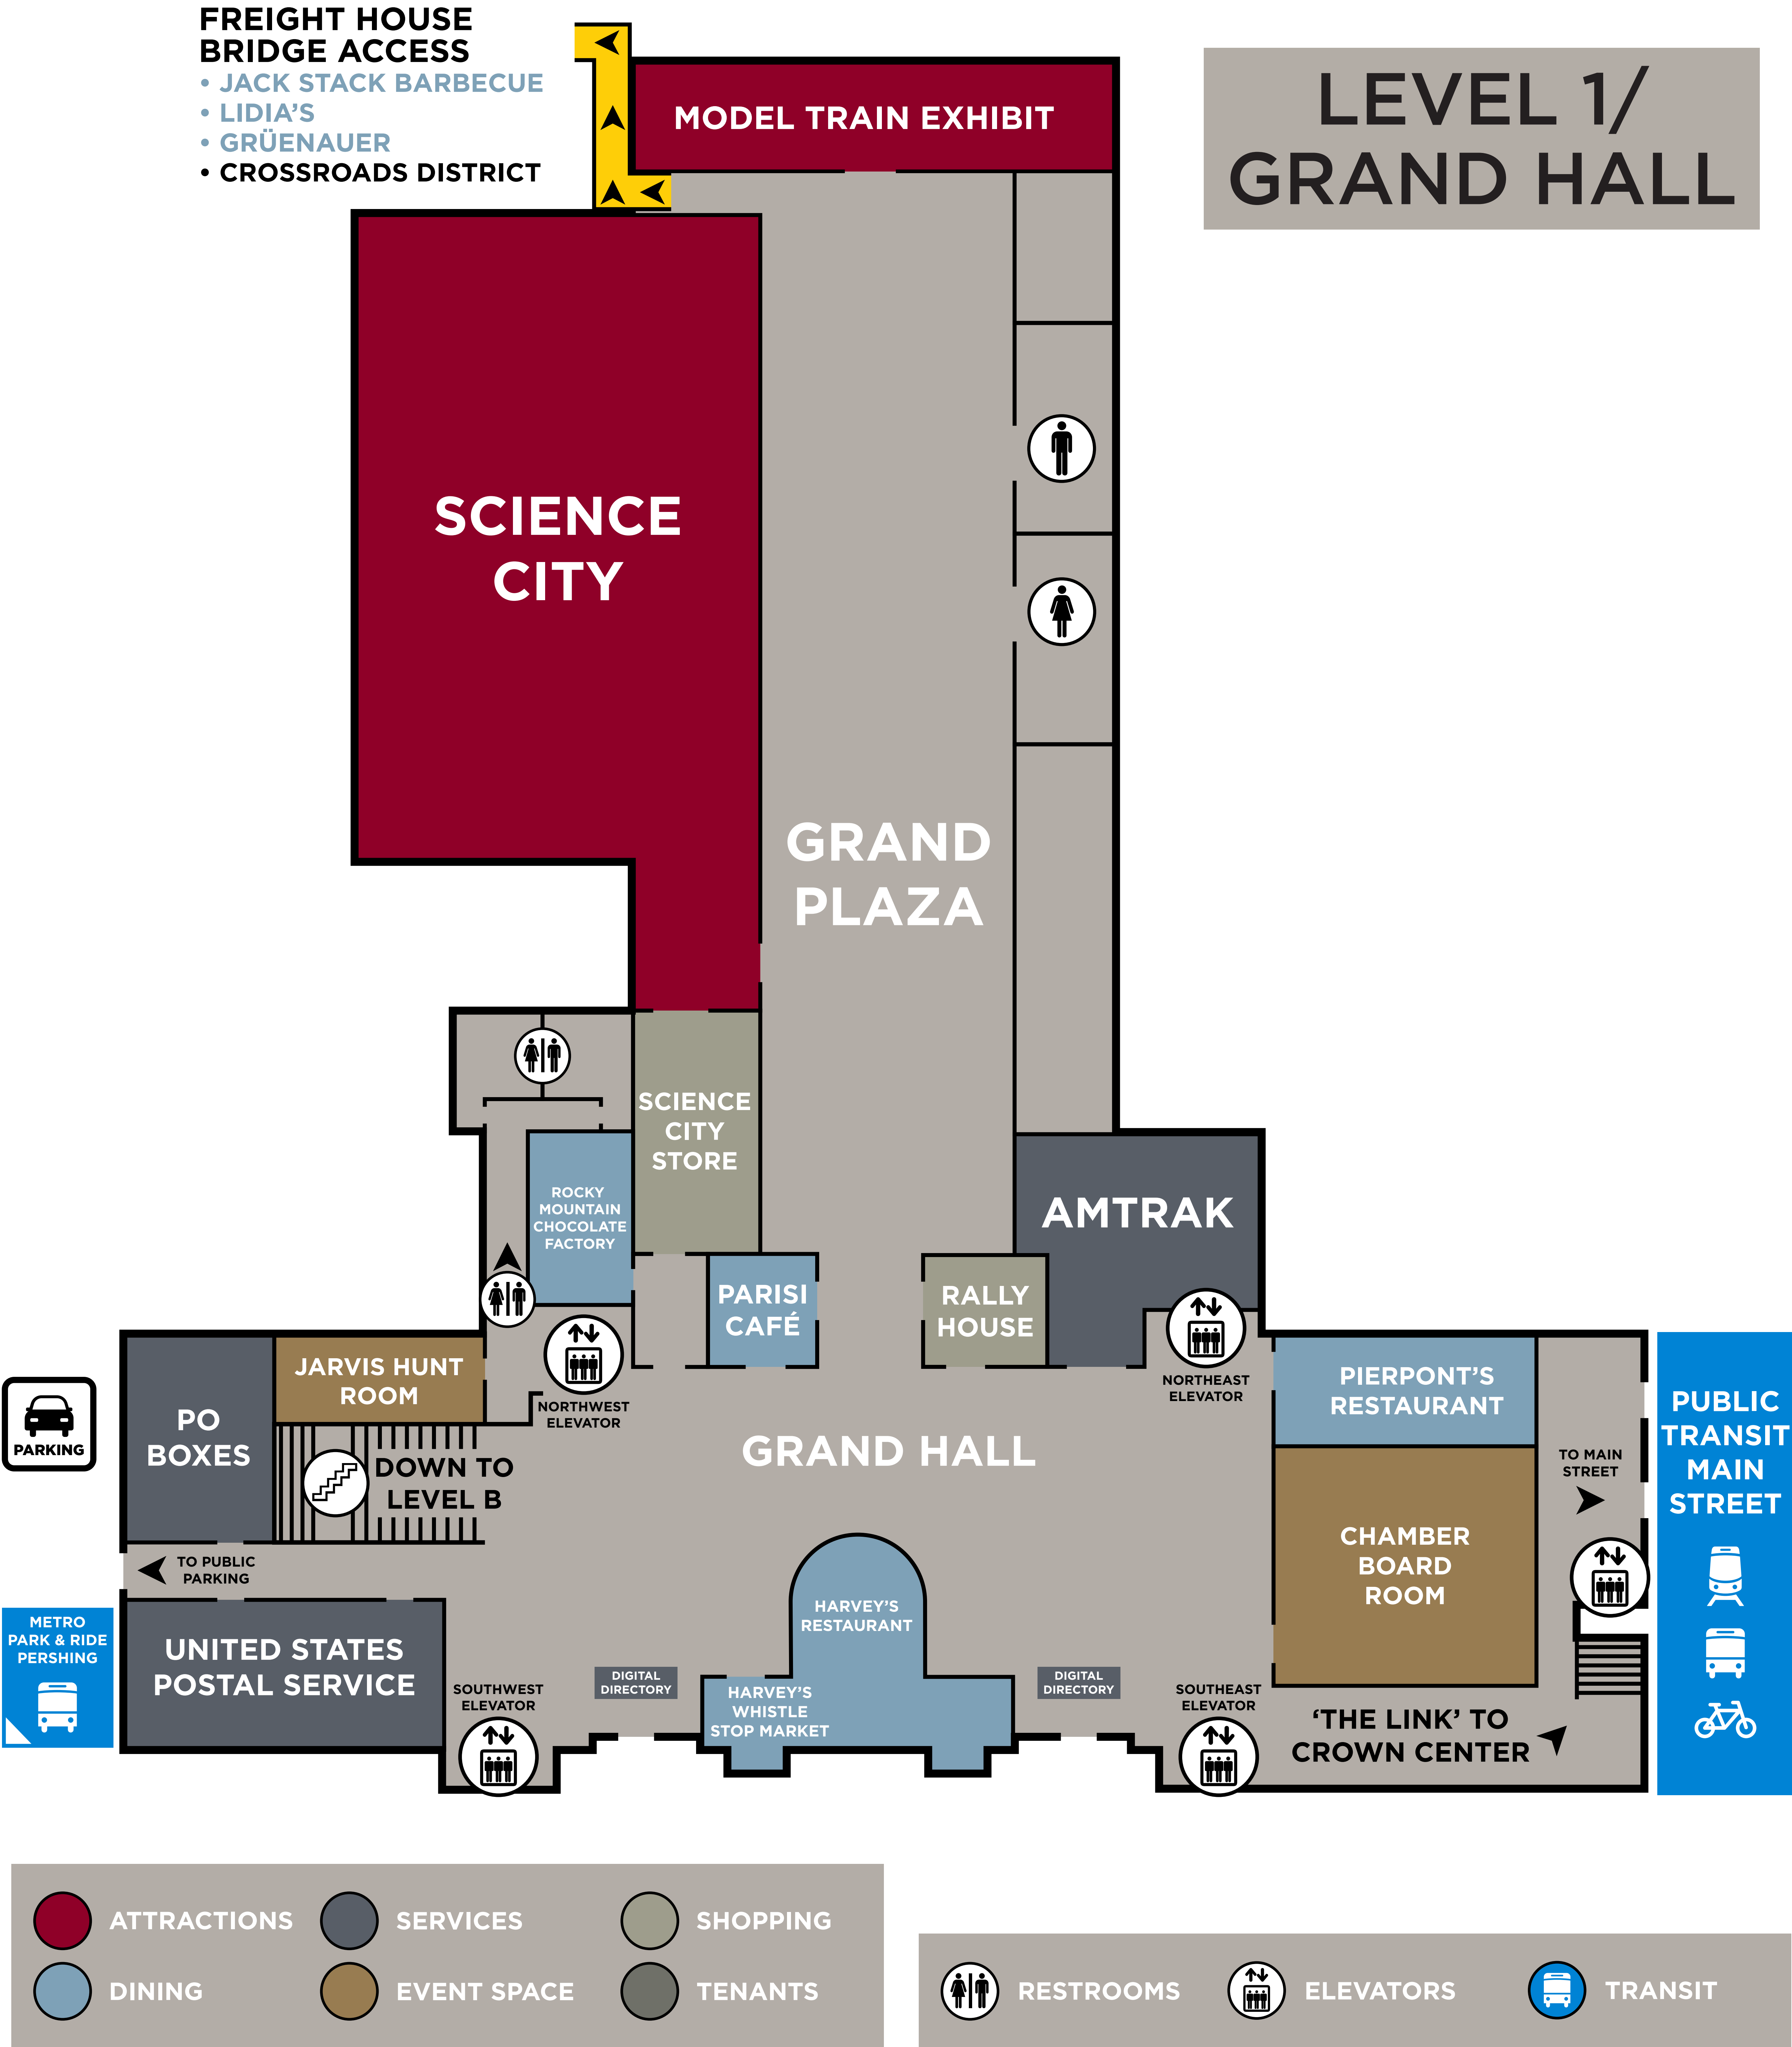 FREIGHT HOUSE
BRIDGE ACCESS
• JACK STACK BARBECUE
• LIDIA'S
• GRÜENAUER
• CROSSROADS DISTRICT
MODEL TRAIN EXHIBIT
LEVEL 1/
GRAND HALL
SCIENCE
CITY
GRAND
PLAZA
SCIENCE
CITY
STORE
ROCKY
MOUNTAIN
CHOCOLATE
FACTORY
AMTRAK
PARISI
CAFÉ
RALLY
HOUSE
JARVIS HUNT
ROOM
NORTHWEST
ELEVATOR
NORTHEAST
ELEVATOR
PIERPONT'S
RESTAURANT
PARKING
PO
BOXES
DOWN TO
LEVEL B
GRAND HALL
TO MAIN
STREET
PUBLIC
TRANSIT
MAIN
STREET
CHAMBER
BOARD
ROOM
TO PUBLIC
PARKING
HARVEY'S
RESTAURANT
METRO
PARK & RIDE
PERSHING
UNITED STATES
POSTAL SERVICE
SOUTHWEST
ELEVATOR
DIGITAL
DIRECTORY
HARVEY'S
WHISTLE
STOP MARKET
DIGITAL
DIRECTORY
SOUTHEAST
ELEVATOR
'THE LINK' TO
CROWN CENTER
ATTRACTIONS
SERVICES
SHOPPING
DINING
EVENT SPACE
TENANTS
RESTROOMS
ELEVATORS
TRANSIT